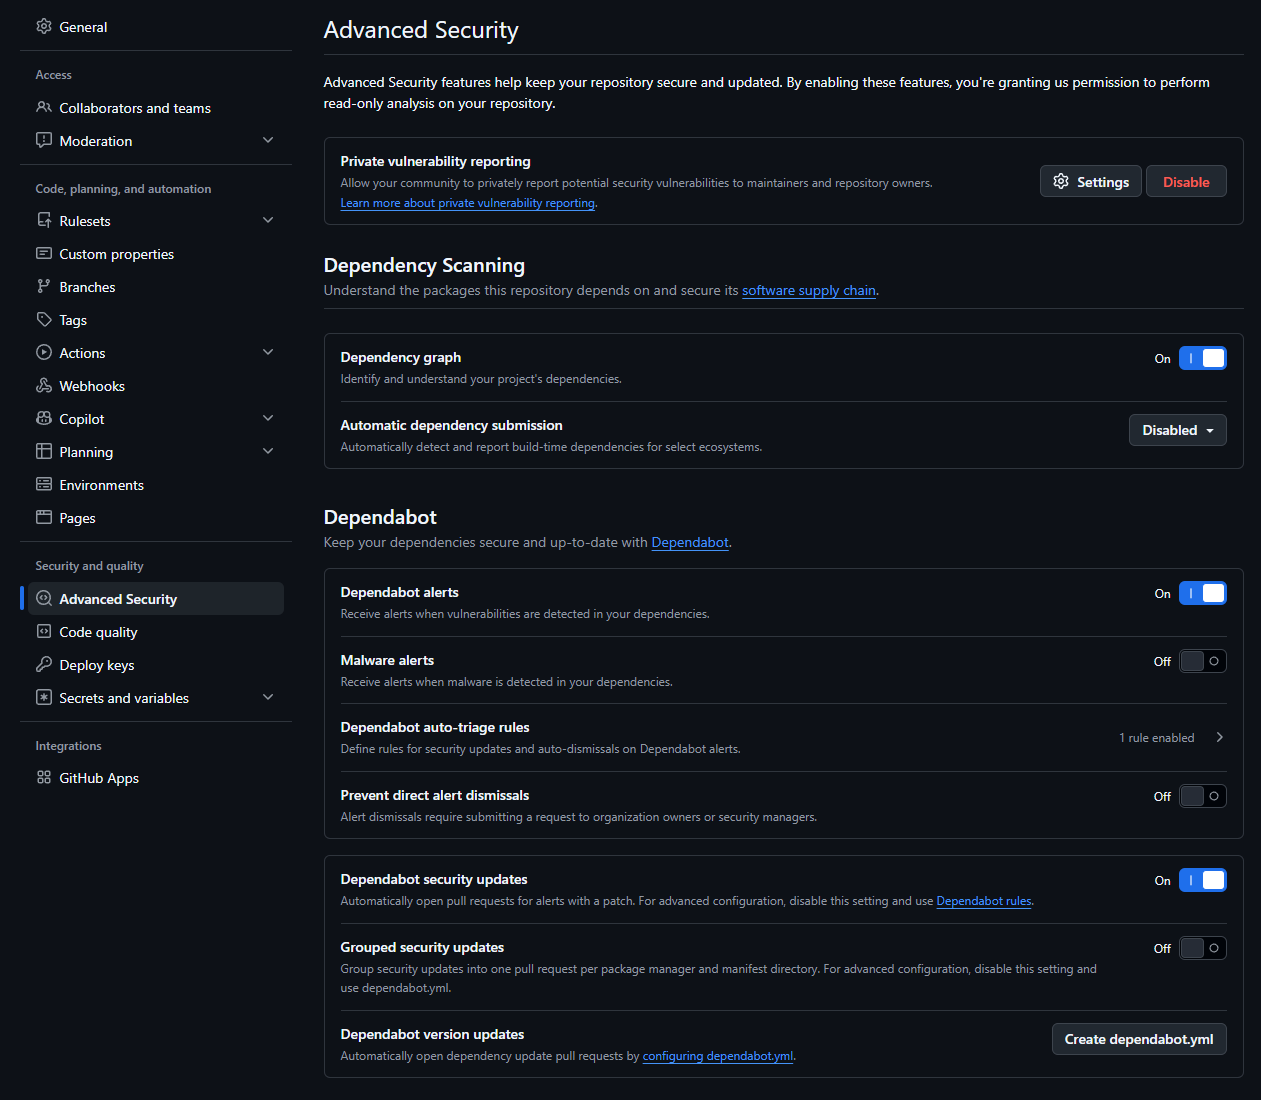 General
Access
Collaborators and teams
Moderation
Code, planning, and automation
Rulesets
Custom properties
Branches
Tags
Actions
Webhooks
Copilot
Planning
Environments
Pages
Security and quality
Advanced Security
Code quality
Deploy keys
Secrets and variables
Integrations
GitHub Apps
Advanced Security
Advanced Security features help keep your repository secure and updated. By enabling these features, you're granting us permission to perform
read-only analysis on your repository.
Private vulnerability reporting
Allow your community to privately report potential security vulnerabilities to maintainers and repository owners.
Learn more about private vulnerability reporting.
Settings
Disable
Dependency Scanning
Understand the packages this repository depends on and secure its software supply chain.
Dependency graph
Identify and understand your project's dependencies.
On
Automatic dependency submission
Automatically detect and report build-time dependencies for select ecosystems.
Disabled
Dependabot
Keep your dependencies secure and up-to-date with Dependabot.
Dependabot alerts
Receive alerts when vulnerabilities are detected in your dependencies.
On
Malware alerts
Receive alerts when malware is detected in your dependencies.
Off
Dependabot auto-triage rules
Define rules for security updates and auto-dismissals on Dependabot alerts.
1 rule enabled
Prevent direct alert dismissals
Alert dismissals require submitting a request to organization owners or security managers.
Off
Dependabot security updates
Automatically open pull requests for alerts with a patch. For advanced configuration, disable this setting and use Dependabot rules.
On
Grouped security updates
Group security updates into one pull request per package manager and manifest directory. For advanced configuration, disable this setting and
use dependabot.yml.
Off
Dependabot version updates
Automatically open dependency update pull requests by configuring dependabot.yml.
Create dependabot.yml